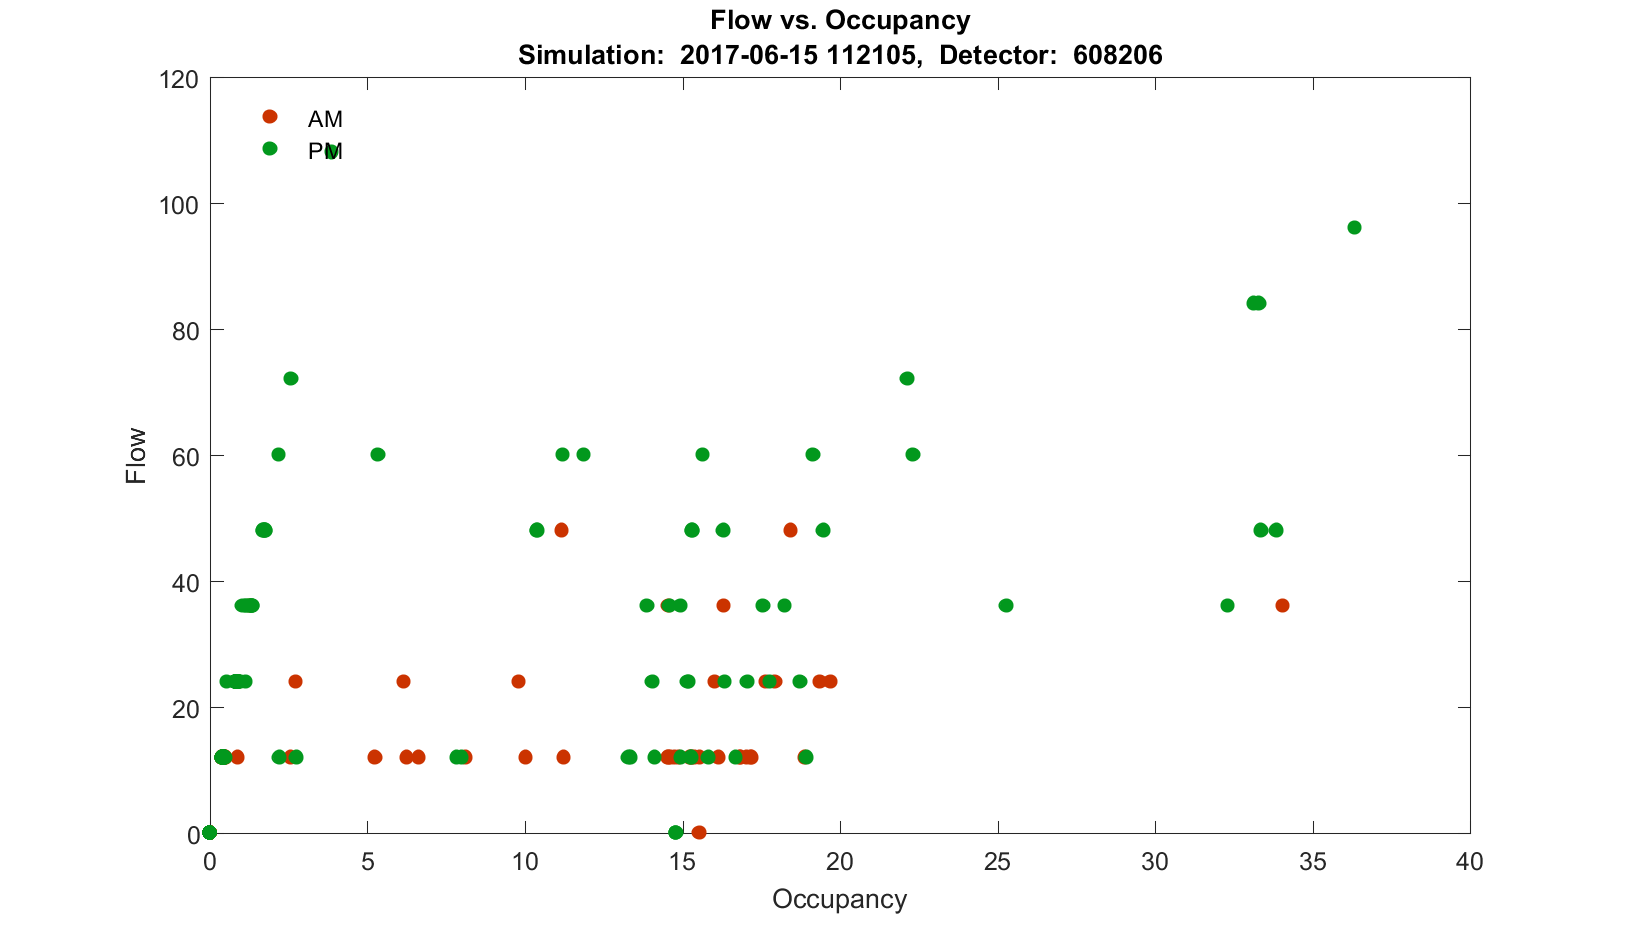 Flow vs. Occupancy
Simulation:  2017-06-15 112105,  Detector:  608206
120
100
80
60
40
20
0
Flow
AM
PM
0 5 10 15 20 25 30 35 40
Occupancy